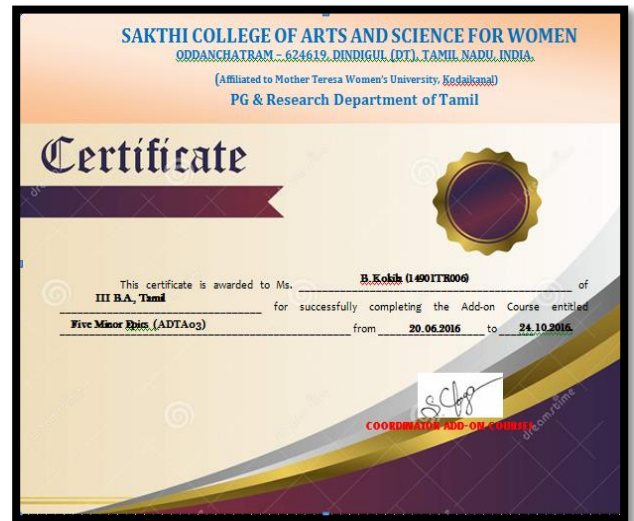 SAKTHI COLLEGE OF ARTS AND SCIENCE FOR WOMEN
ODDANCHATRAM – 624619, DINDIGUL (DT), TAMIL NADU, INDIA.
(Affiliated to Mother Teresa Women's University, Kodaikanal)
PG & Research Department of Tamil
Certificate
This certificate is awarded to Ms. B. Kokila (14901TR006) of
III B.A., Tamil for successfully completing the Add-on Course entitled
Five Minor Epics (ADTA03) from 20.06.2016 to 24.10.2016.
COORDINATOR ADD-ON COURSES
dreamstime